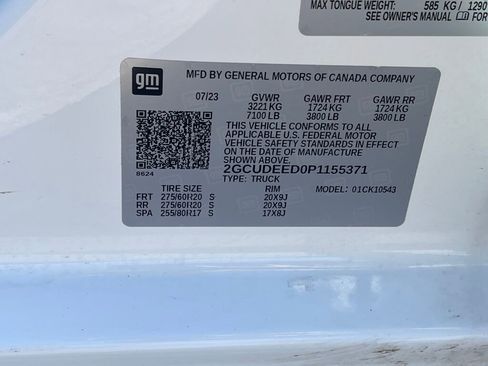 MAX TONGUE WEIGHT: 585 KG / 1290
SEE OWNER'S MANUAL FOR
gm
MFD BY GENERAL MOTORS OF CANADA COMPANY
07/23 GVWR GAWR FRT GAWR RR
3221 KG 1724 KG 1724 KG
7100 LB 3800 LB 3800 LB
THIS VEHICLE CONFORMS TO ALL
APPLICABLE U.S. FEDERAL MOTOR
VEHICLE SAFETY STANDARDS IN EFFECT
ON THE DATE OF MANUFACTURE SHOWN
ABOVE.
2GCUDEED0P1155371
8624
TYPE: TRUCK
TIRE SIZE RIM MODEL: 01CK10543
FRT 275/60R20 S 20X9J
RR 275/60R20 S 20X9J
SPA 255/80R17 S 17X8J